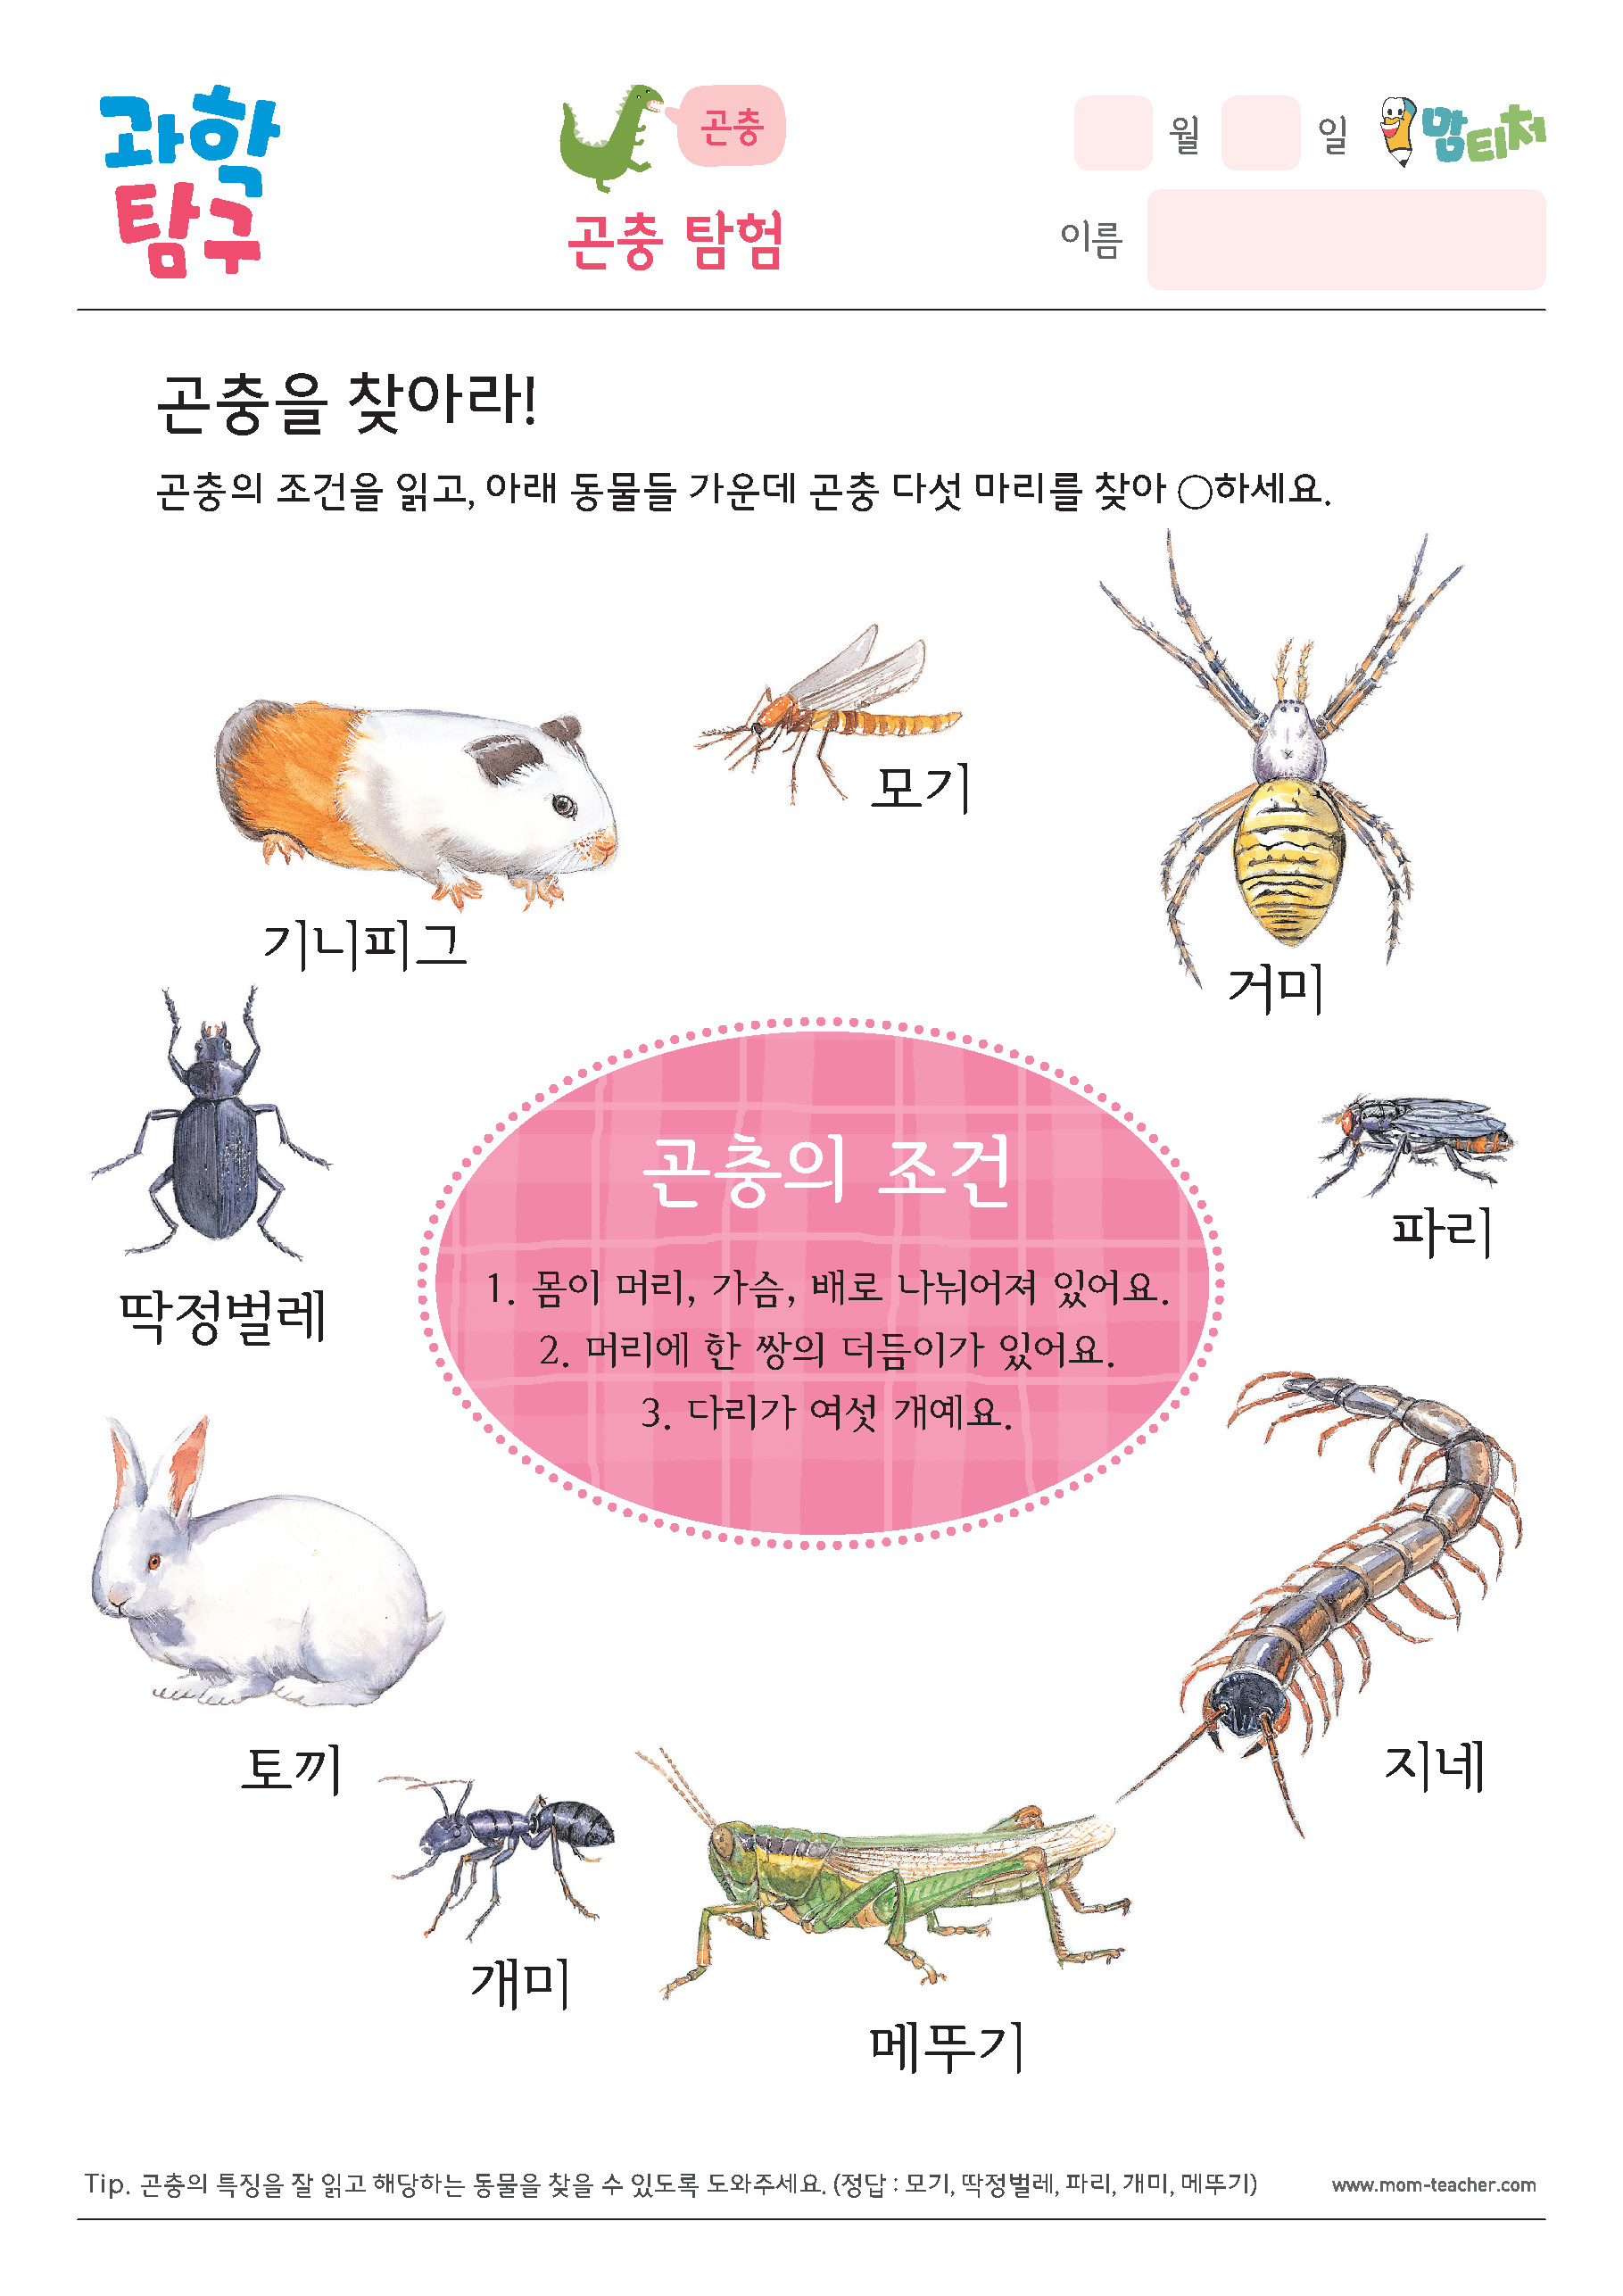 과학
탐구
곤충
곤충 탐험
월 일
맘티처
이름
곤충을 찾아라!
곤충의 조건을 읽고, 아래 동물들 가운데 곤충 다섯 마리를 찾아 ○하세요.
모기
기니피그
거미
곤충의 조건
1. 몸이 머리, 가슴, 배로 나뉘어져 있어요.
2. 머리에 한 쌍의 더듬이가 있어요.
3. 다리가 여섯 개예요.
파리
딱정벌레
토끼
지네
개미
메뚜기
Tip. 곤충의 특징을 잘 읽고 해당하는 동물을 찾을 수 있도록 도와주세요. (정답 : 모기, 딱정벌레, 파리, 개미, 메뚜기)
www.mom-teacher.com